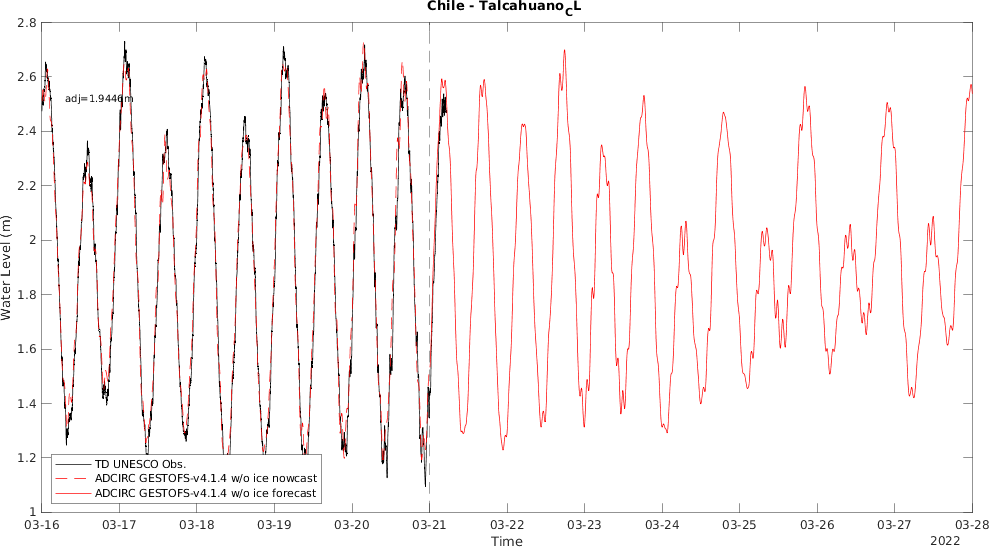 Chile - Talcahuano_CL
2.8
2.6
2.4
2.2
2
1.8
1.6
1.4
1.2
1
Water Level (m)
adj=1.9446m
TD UNESCO Obs.
ADCIRC GESTOFS-v4.1.4 w/o ice nowcast
ADCIRC GESTOFS-v4.1.4 w/o ice forecast
03-16 03-17 03-18 03-19 03-20 03-21 03-22 03-23 03-24 03-25 03-26 03-27 03-28
Time
2022